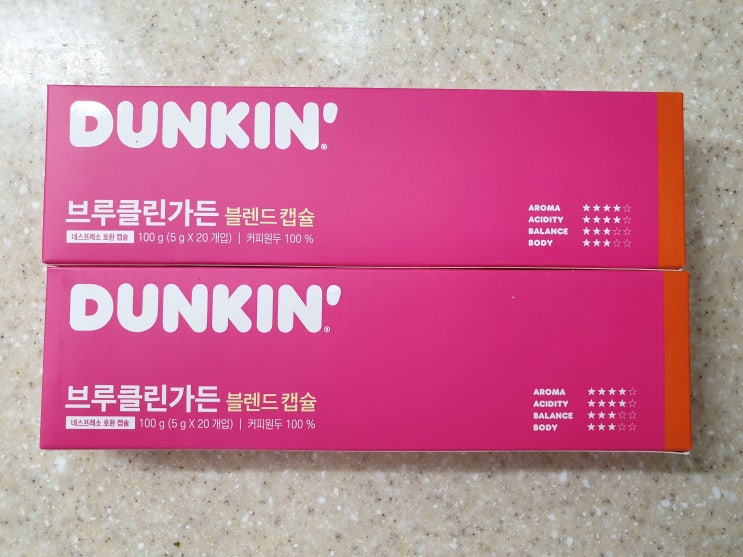 DUNKIN'®
브루클린가든 블렌드 캡슐
네스프레소 호환 캡슐 100 g (5 g X 20 개입) | 커피원두 100 %
AROMA ★★★★☆
ACIDITY ★★★★☆
BALANCE ★★★☆☆
BODY ★★★☆☆
DUNKIN'®
브루클린가든 블렌드 캡슐
네스프레소 호환 캡슐 100 g (5 g X 20 개입) | 커피원두 100 %
AROMA ★★★★☆
ACIDITY ★★★★☆
BALANCE ★★★☆☆
BODY ★★★☆☆